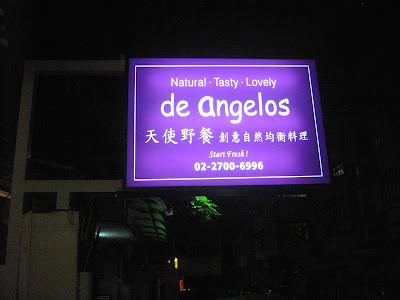 Natural · Tasty · Lovely
de angelos
天使野餐 創意自然均衡料理
Start Fresh !
02-2700-6996